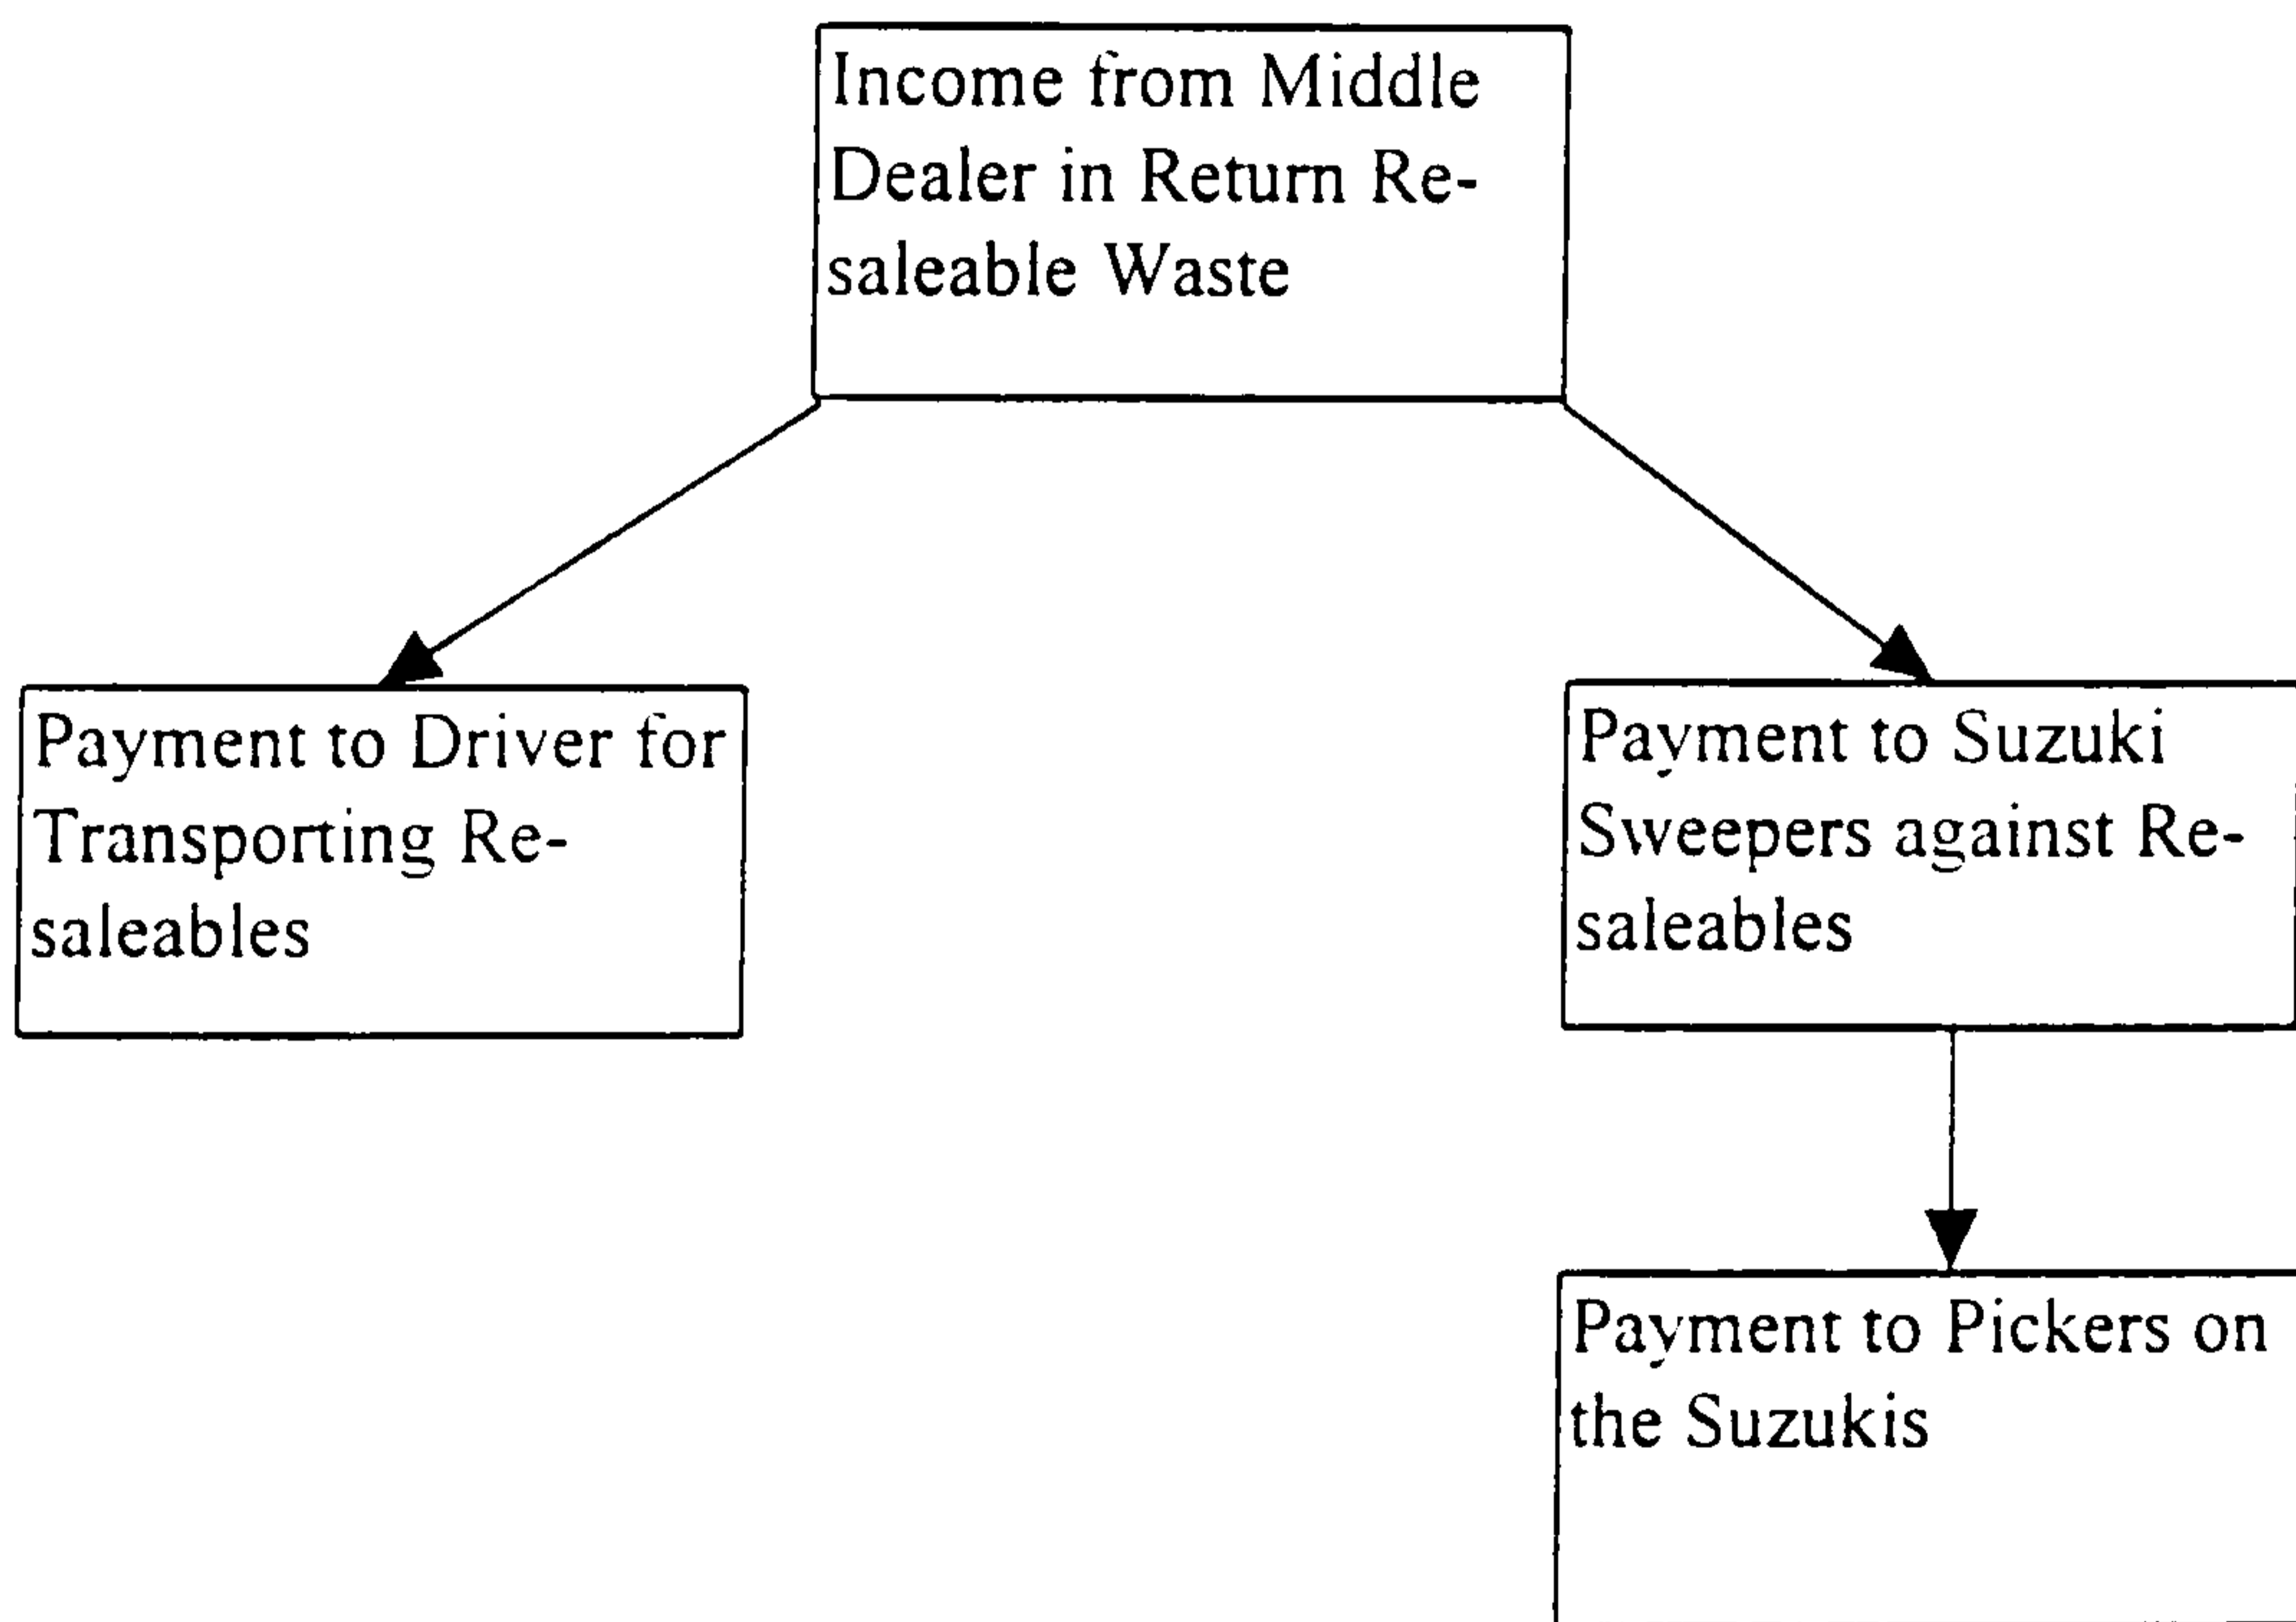 Income from Middle
Dealer in Return Re-
saleable Waste
Payment to Driver for
Transporting Re-
saleables
Payment to Suzuki
Sweepers against Re-
saleables
Payment to Pickers on
the Suzukis